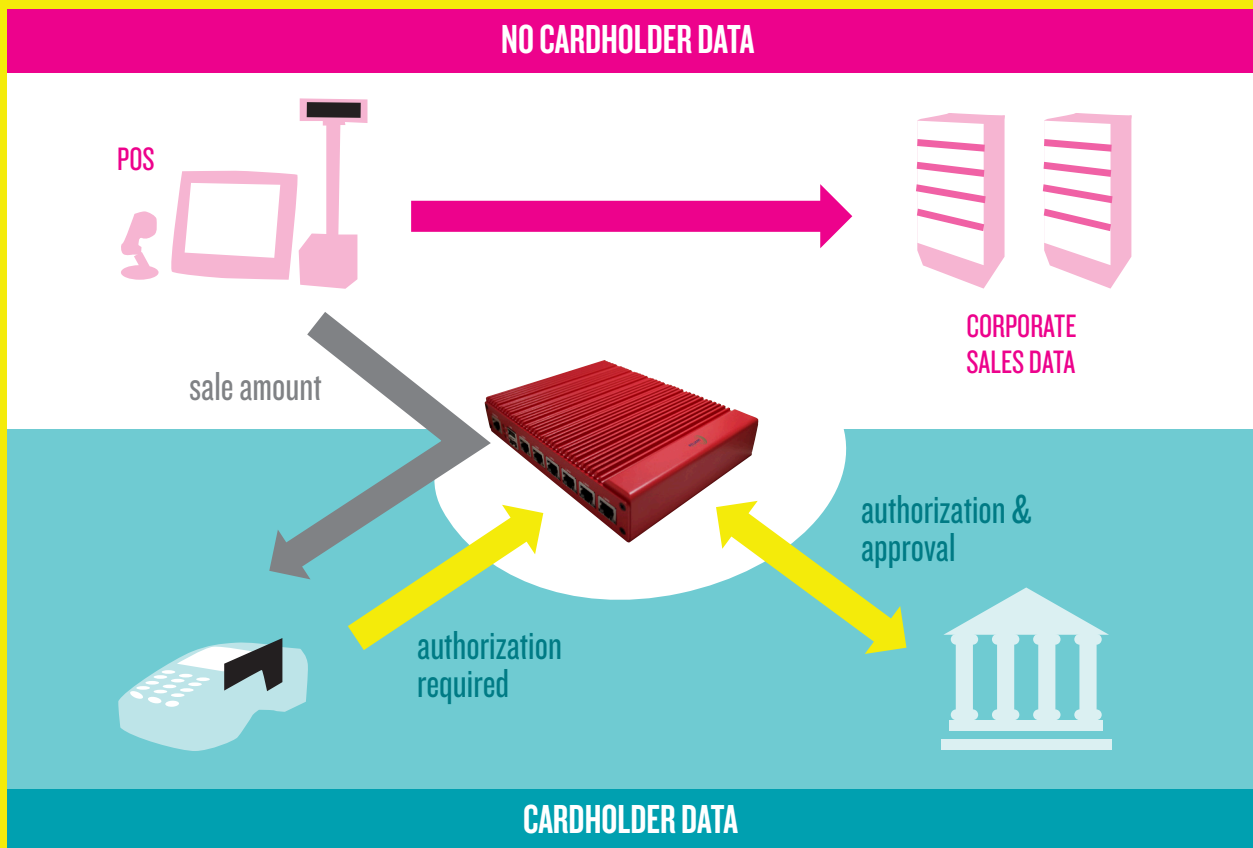 NO CARDHOLDER DATA
POS
CORPORATE
SALES DATA
sale amount
authorization &
approval
authorization
required
CARDHOLDER DATA